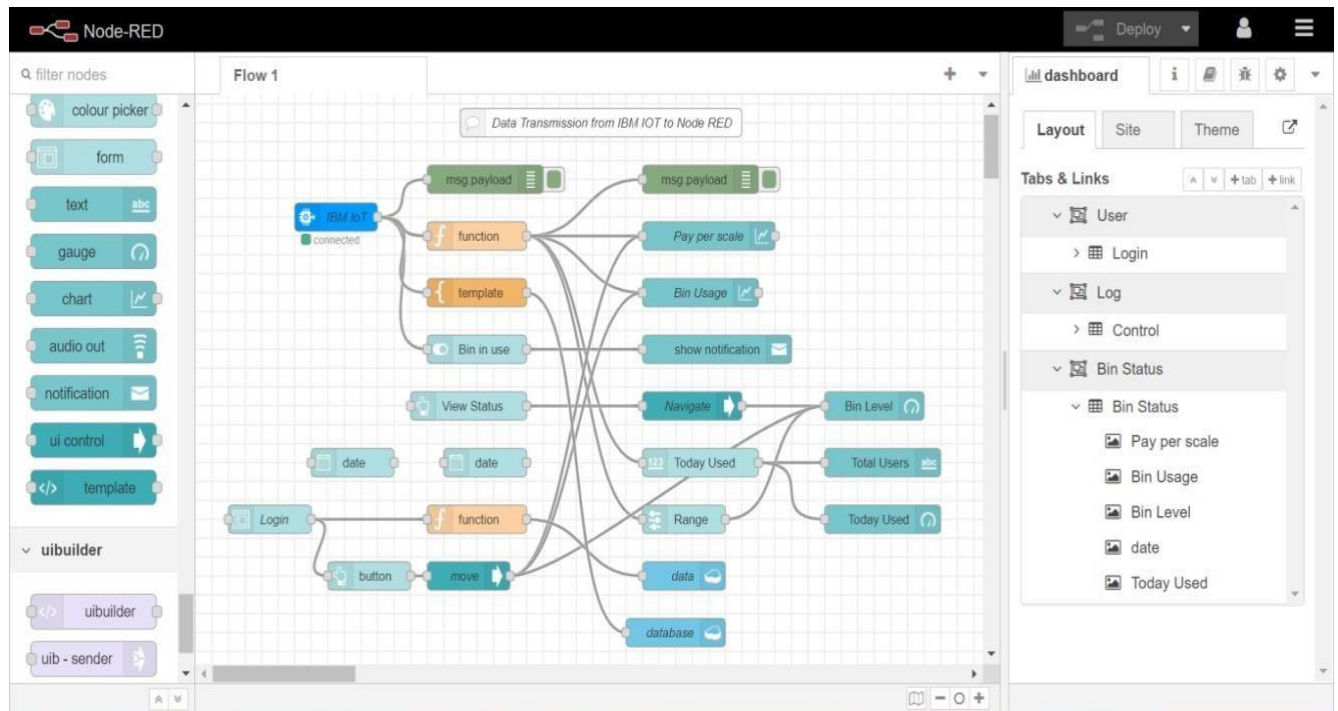 Node-RED
Deploy
filter nodes
colour picker
form
text
abc
gauge
chart
audio out
notification
ui control
</> template
uibuilder
</> uibuilder
uib - sender
Flow 1
Data Transmission from IBM IOT to Node RED
msg.payload
msg.payload
IBM IoT
connected
f function
Pay per scale
{ template
Bin Usage
Bin in use
show notification
View Status
Navigate
Bin Level
date
date
123 Today Used
Total Users abc
Login
f function
Range
Today Used
button
move
data
database
dashboard
i
Layout
Site
Theme
Tabs & Links
+ tab
+ link
User
Login
Log
Control
Bin Status
Bin Status
Pay per scale
Bin Usage
Bin Level
date
Today Used